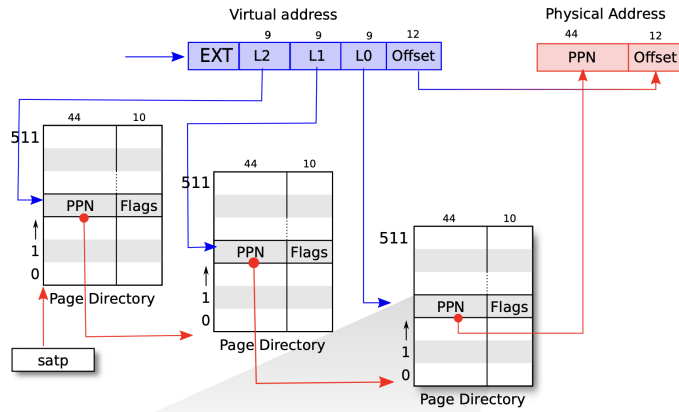 Virtual address
Physical Address
9 9 9 12
44 12
EXT L2 L1 L0 Offset
PPN Offset
44 10
511
PPN Flags
1
0
Page Directory
satp
44 10
511
PPN Flags
1
0
Page Directory
44 10
511
PPN Flags
1
0
Page Directory